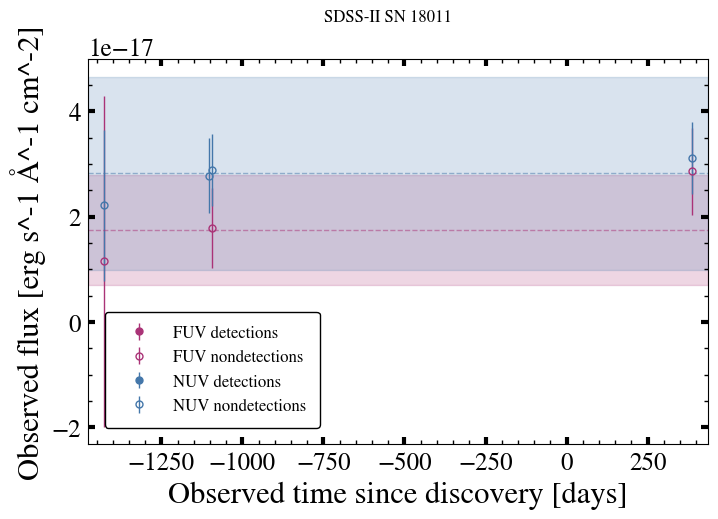 SDSS-II SN 18011
1e−17
Observed flux [erg s^-1 Å^-1 cm^-2]
4
2
0
−2
FUV detections
FUV nondetections
NUV detections
NUV nondetections
−1250 −1000 −750 −500 −250 0 250
Observed time since discovery [days]